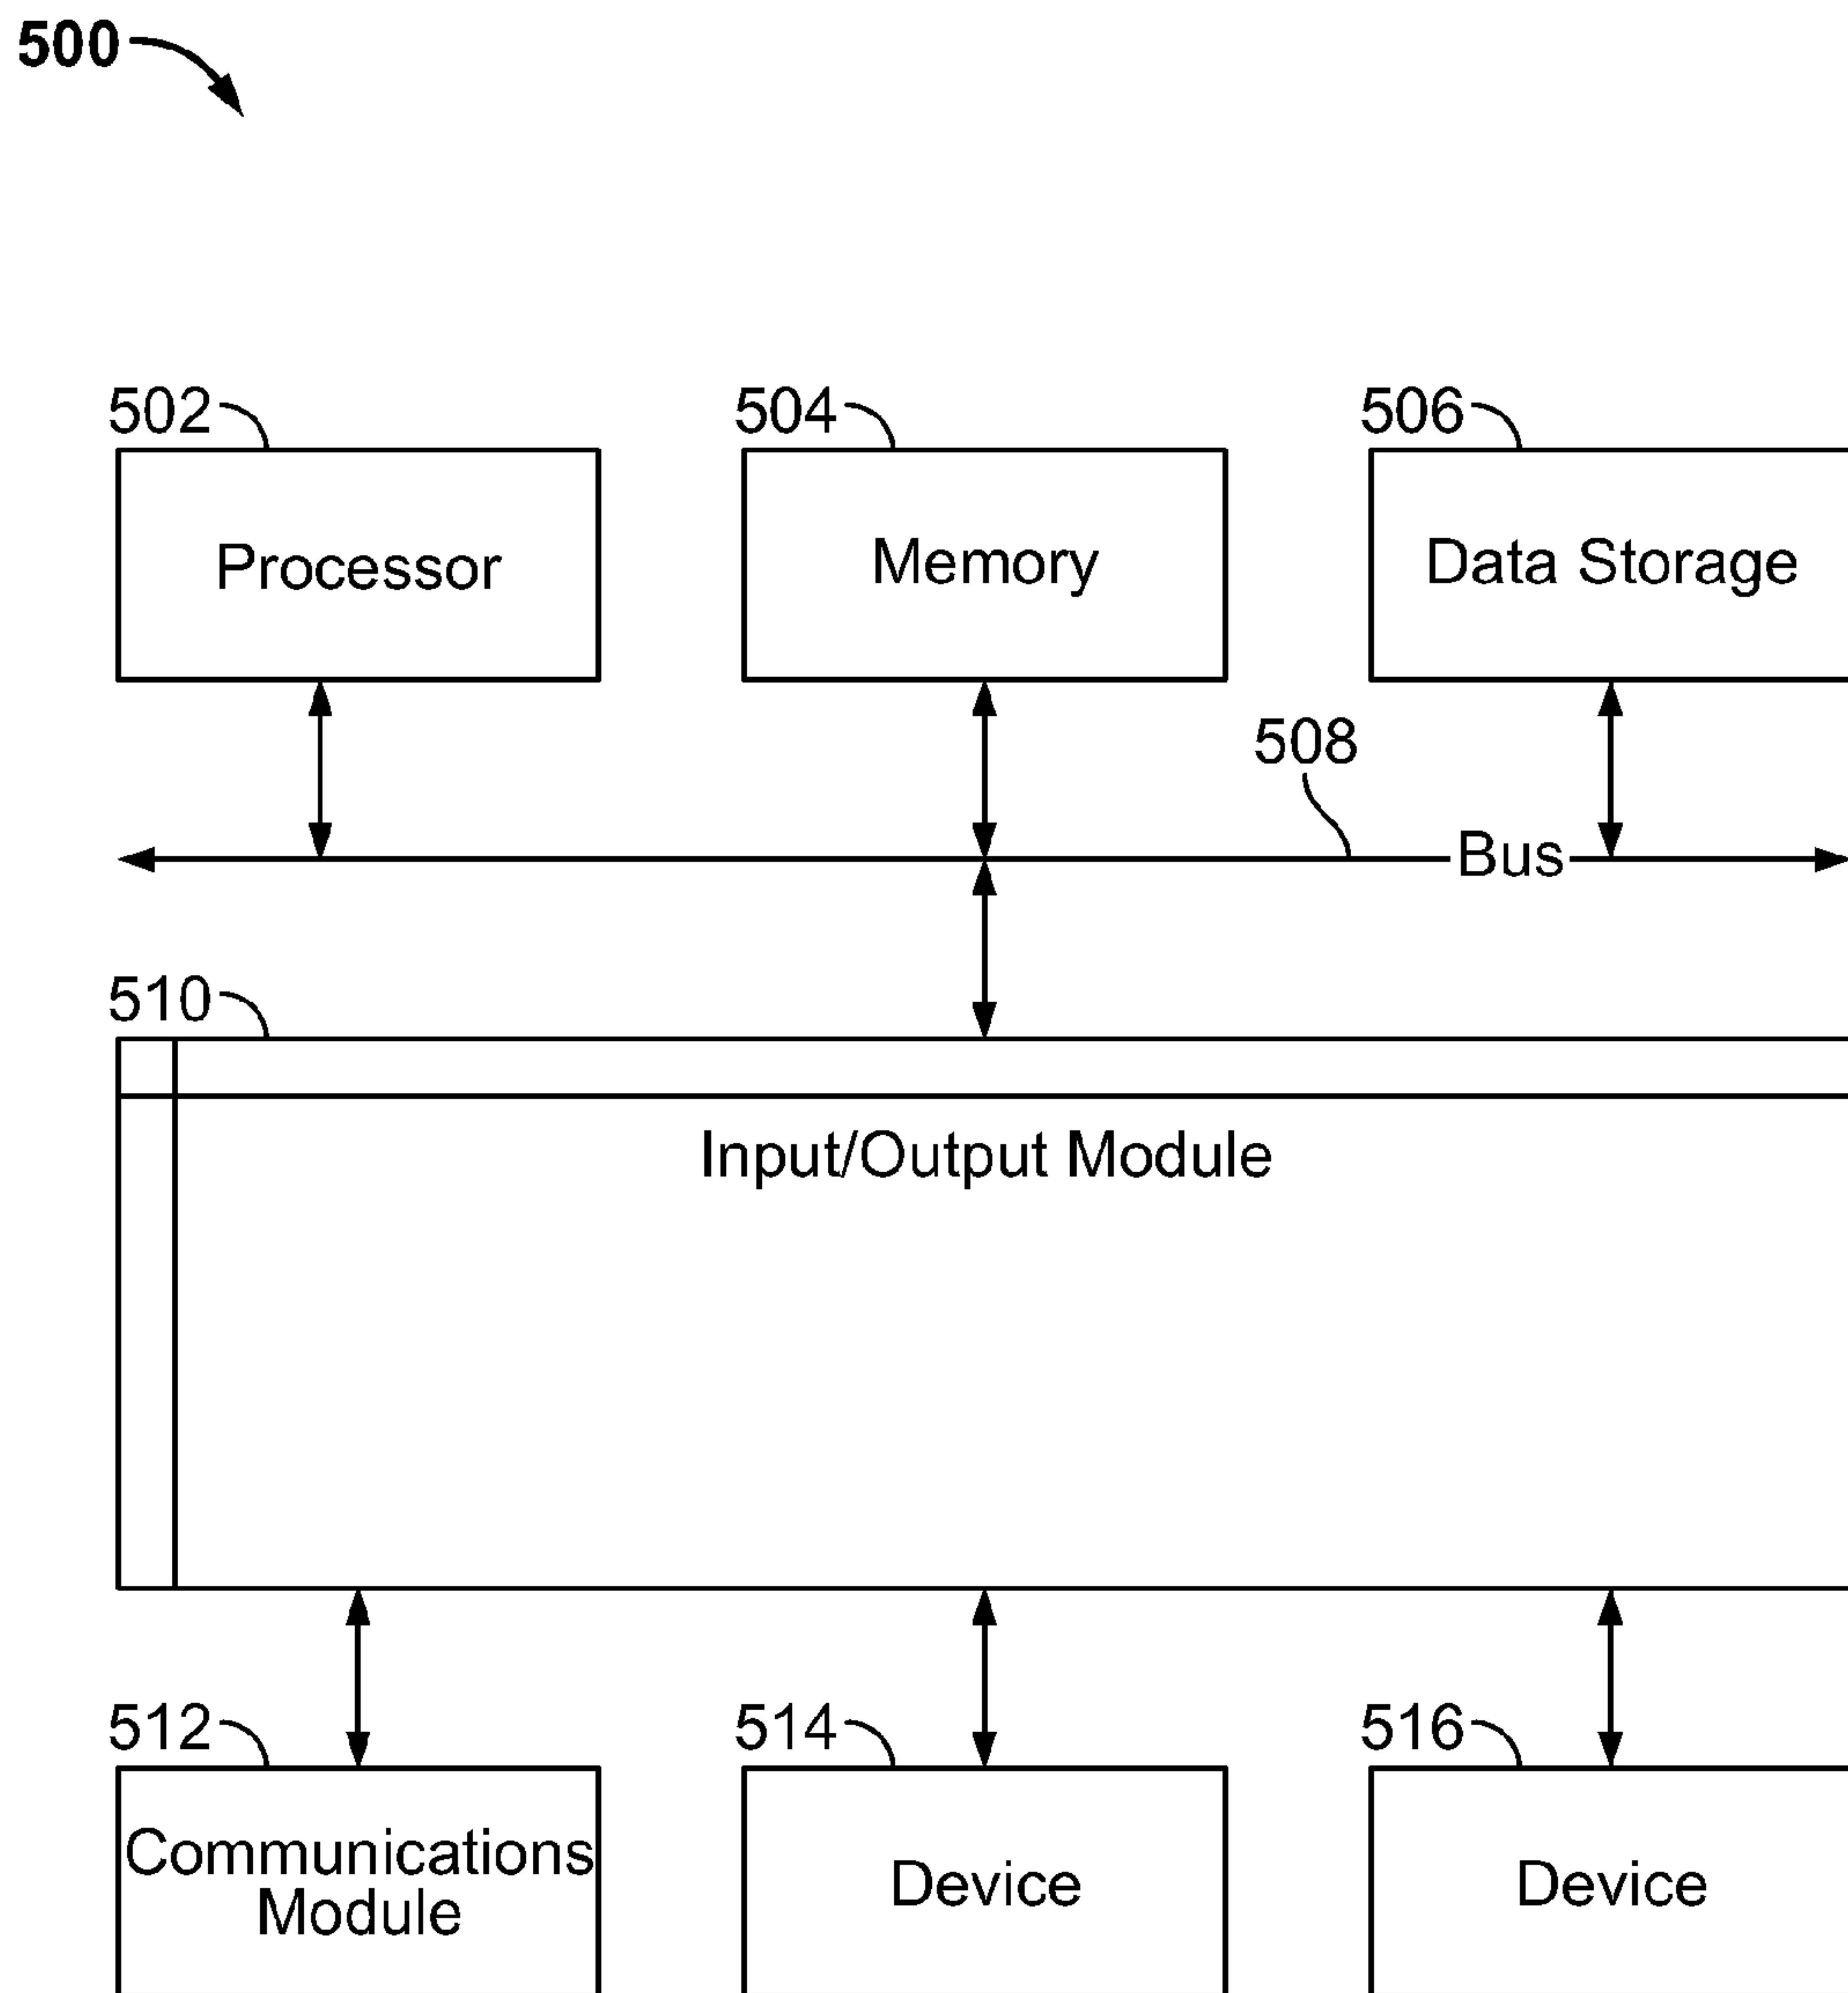 500
502
504
506
Processor
Memory
Data Storage
508
Bus
510
Input/Output Module
512
514
516
Communications
Module
Device
Device